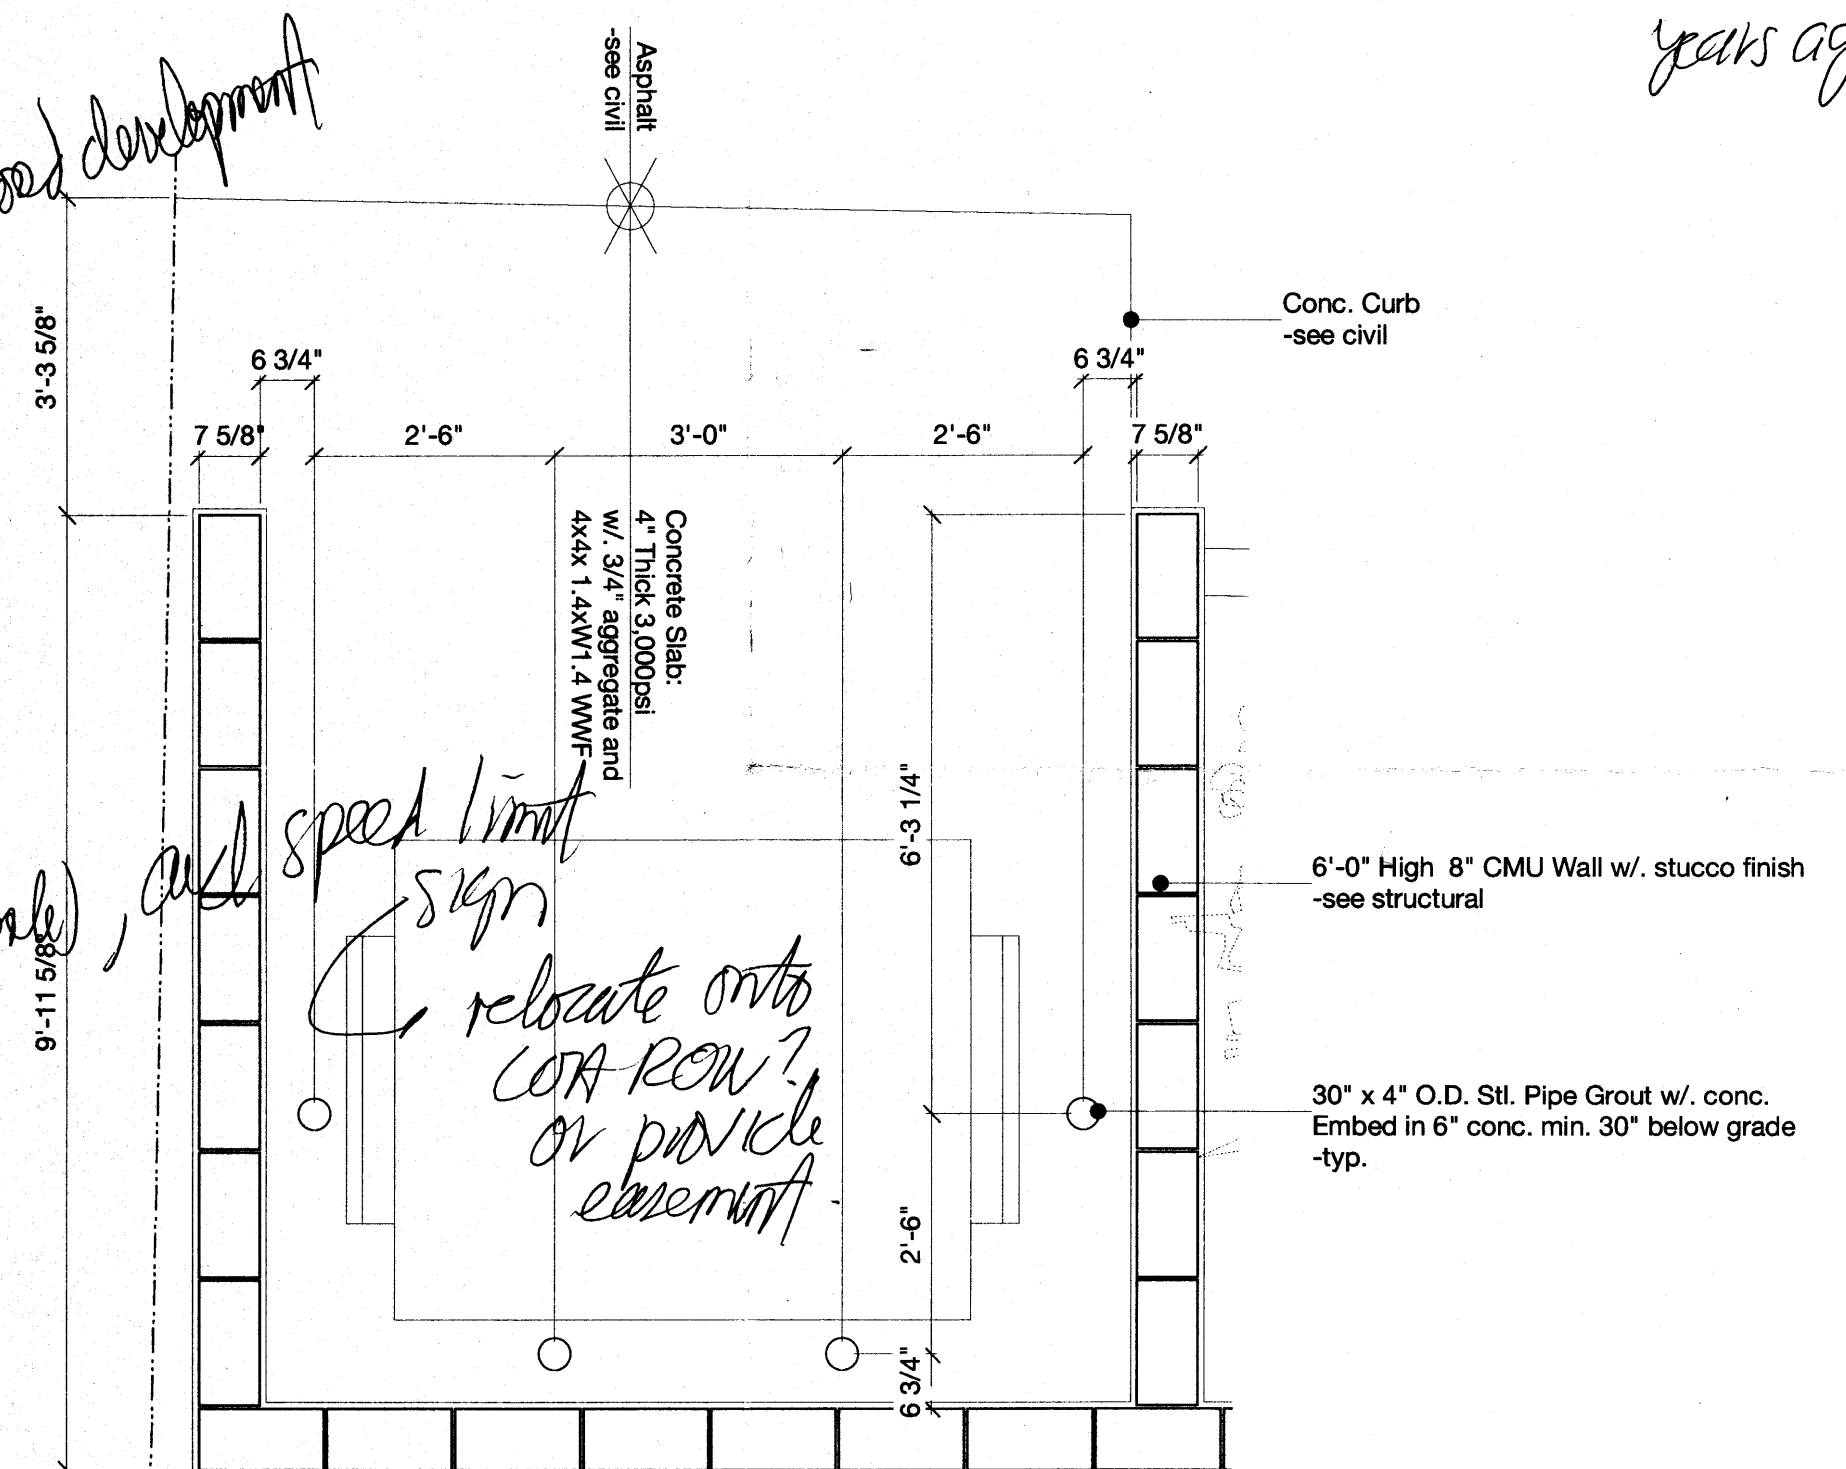 years
development
Asphalt
-see civil
Conc. Curb
-see civil
3'-3 5/8"
6 3/4"
6 3/4"
7 5/8"
2'-6"
3'-0"
2'-6"
7 5/8"
Concrete Slab:
4" Thick 3,000psi
w/. 3/4" aggregate and
4x4x 1.4xW1.4 WWF
6'-3 1/4"
, and speed limit
sign
6'-0" High 8" CMU Wall w/. stucco finish
-see structural
9'-11 5/8"
relocate onto
COA ROW?
or provide
easement
30" x 4" O.D. Stl. Pipe Grout w/. conc.
Embed in 6" conc. min. 30" below grade
-typ.
2'-6"
6 3/4"